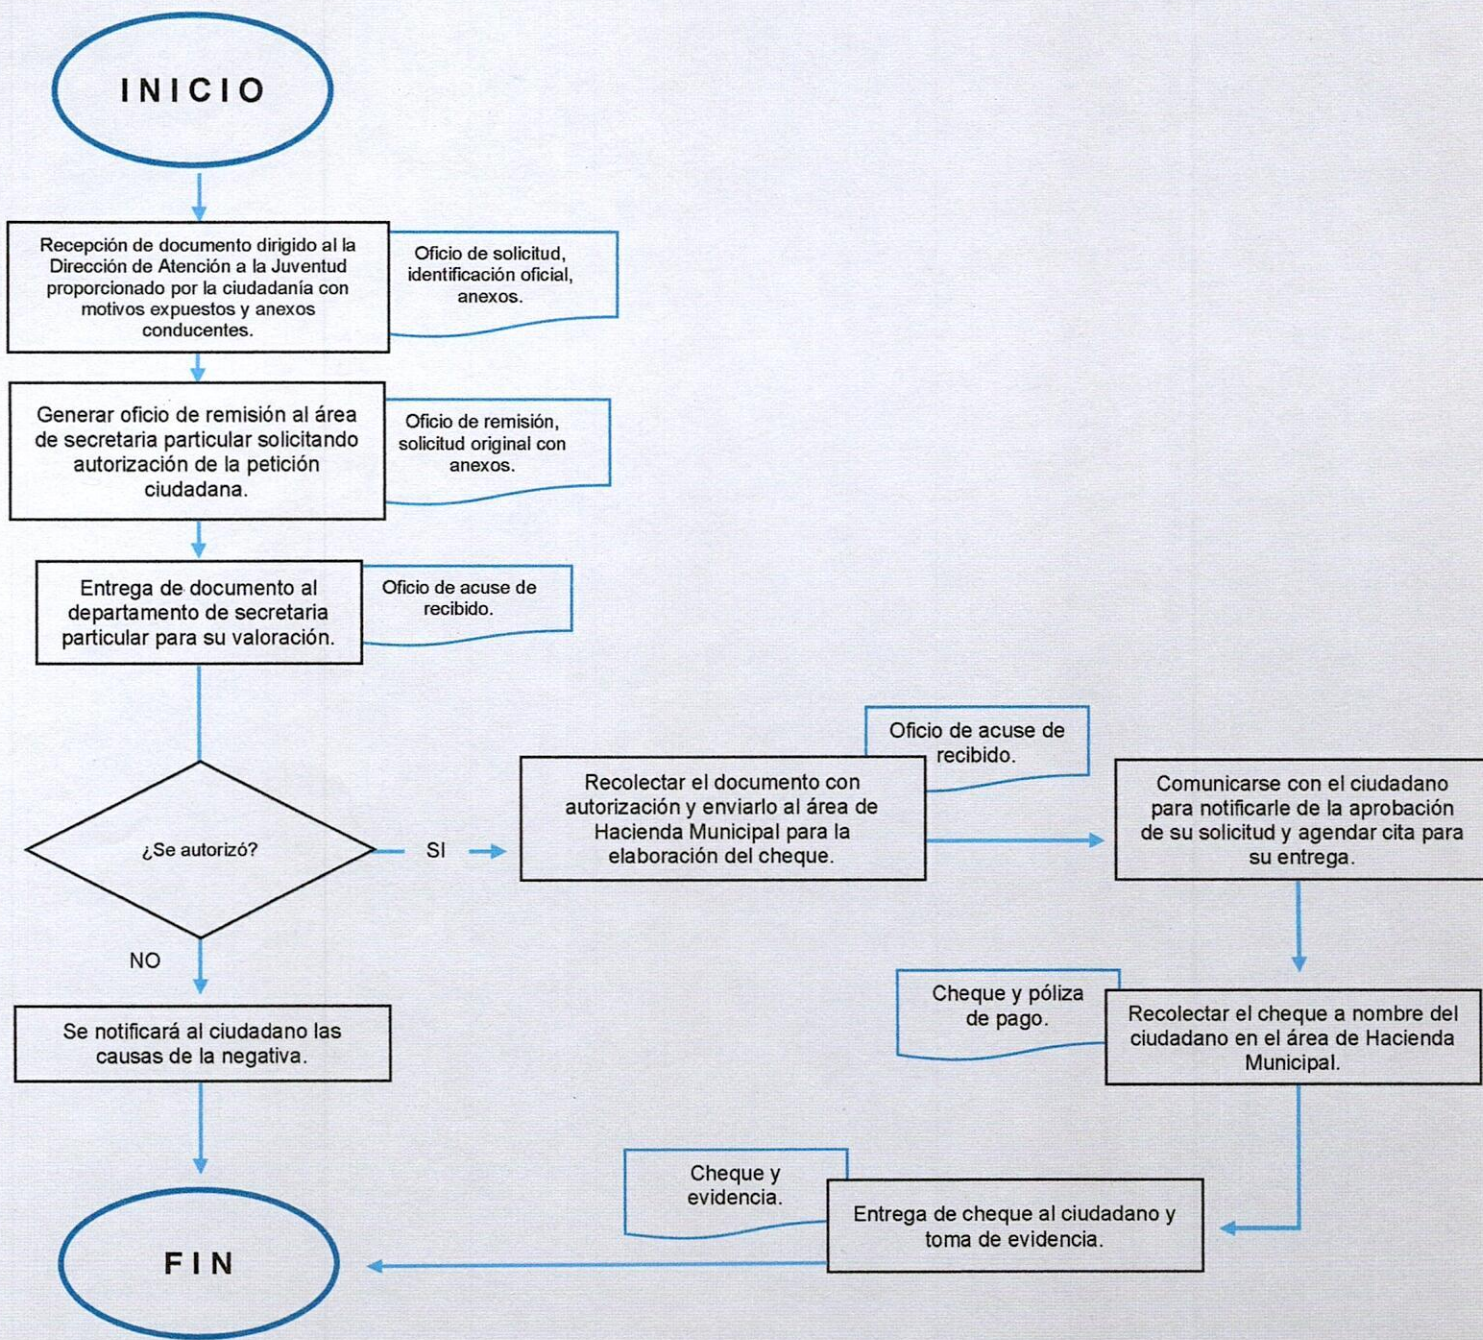 INICIO
Recepción de documento dirigido al la
Dirección de Atención a la Juventud
proporcionado por la ciudadanía con
motivos expuestos y anexos
conducentes.
Oficio de solicitud,
identificación oficial,
anexos.
Generar oficio de remisión al área
de secretaria particular solicitando
autorización de la petición
ciudadana.
Oficio de remisión,
solicitud original con
anexos.
Entrega de documento al
departamento de secretaria
particular para su valoración.
Oficio de acuse de
recibido.
¿Se autorizó?
SI
Recolectar el documento con
autorización y enviarlo al área de
Hacienda Municipal para la
elaboración del cheque.
Oficio de acuse de
recibido.
Comunicarse con el ciudadano
para notificarle de la aprobación
de su solicitud y agendar cita para
su entrega.
NO
Se notificará al ciudadano las
causas de la negativa.
Cheque y póliza
de pago.
Recolectar el cheque a nombre del
ciudadano en el área de Hacienda
Municipal.
Cheque y
evidencia.
Entrega de cheque al ciudadano y
toma de evidencia.
FIN